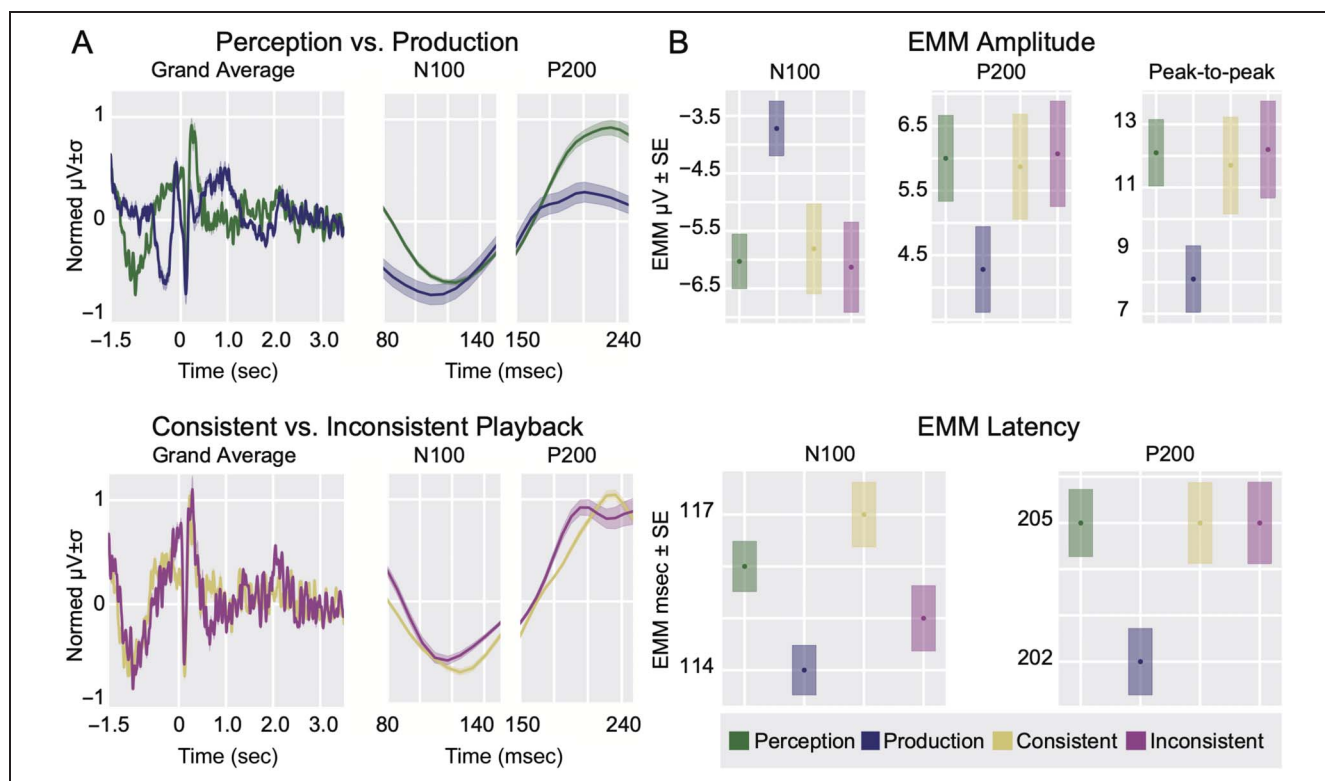 A
Perception vs. Production
Grand Average
N100
P200
Normed µV±σ
1
0
−1
−1.5 0 1.0 2.0 3.0
Time (sec)
80 140 150 240
Time (msec)
B
EMM Amplitude
N100
P200
Peak-to-peak
EMM µV ± SE
−3.5
−4.5
−5.5
−6.5
6.5
5.5
4.5
13
11
9
7
Consistent vs. Inconsistent Playback
Grand Average
N100
P200
Normed µV±σ
1
0
−1
−1.5 0 1.0 2.0 3.0
Time (sec)
80 140 150 240
Time (msec)
EMM Latency
N100
P200
EMM msec ± SE
117
114
205
202
Perception Production Consistent Inconsistent